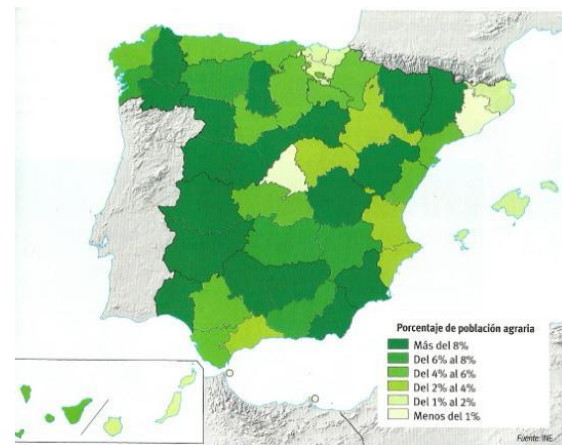 Porcentaje de población agraria
Más del 8%
Del 6% al 8%
Del 4% al 6%
Del 2% al 4%
Del 1% al 2%
Menos del 1%
Fuente: INE